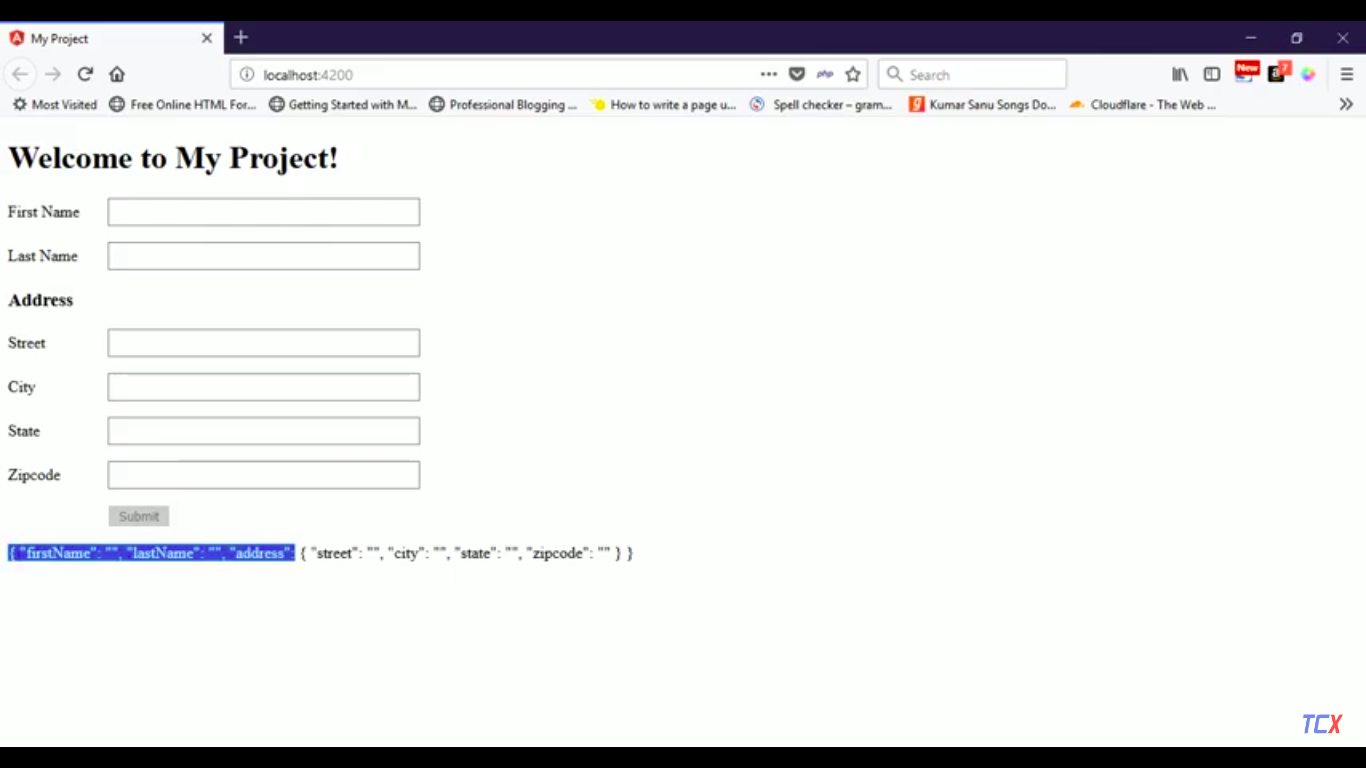 My Project
localhost:4200
php
Search
New
a
7
Most Visited
Free Online HTML For...
Getting Started with M...
Professional Blogging ...
How to write a page u...
Spell checker – gram...
Kumar Sanu Songs Do...
Cloudflare - The Web ...
Welcome to My Project!
First Name
Last Name
Address
Street
City
State
Zipcode
Submit
{ "firstName": "", "lastName": "", "address": { "street": "", "city": "", "state": "", "zipcode": "" } }
TCX